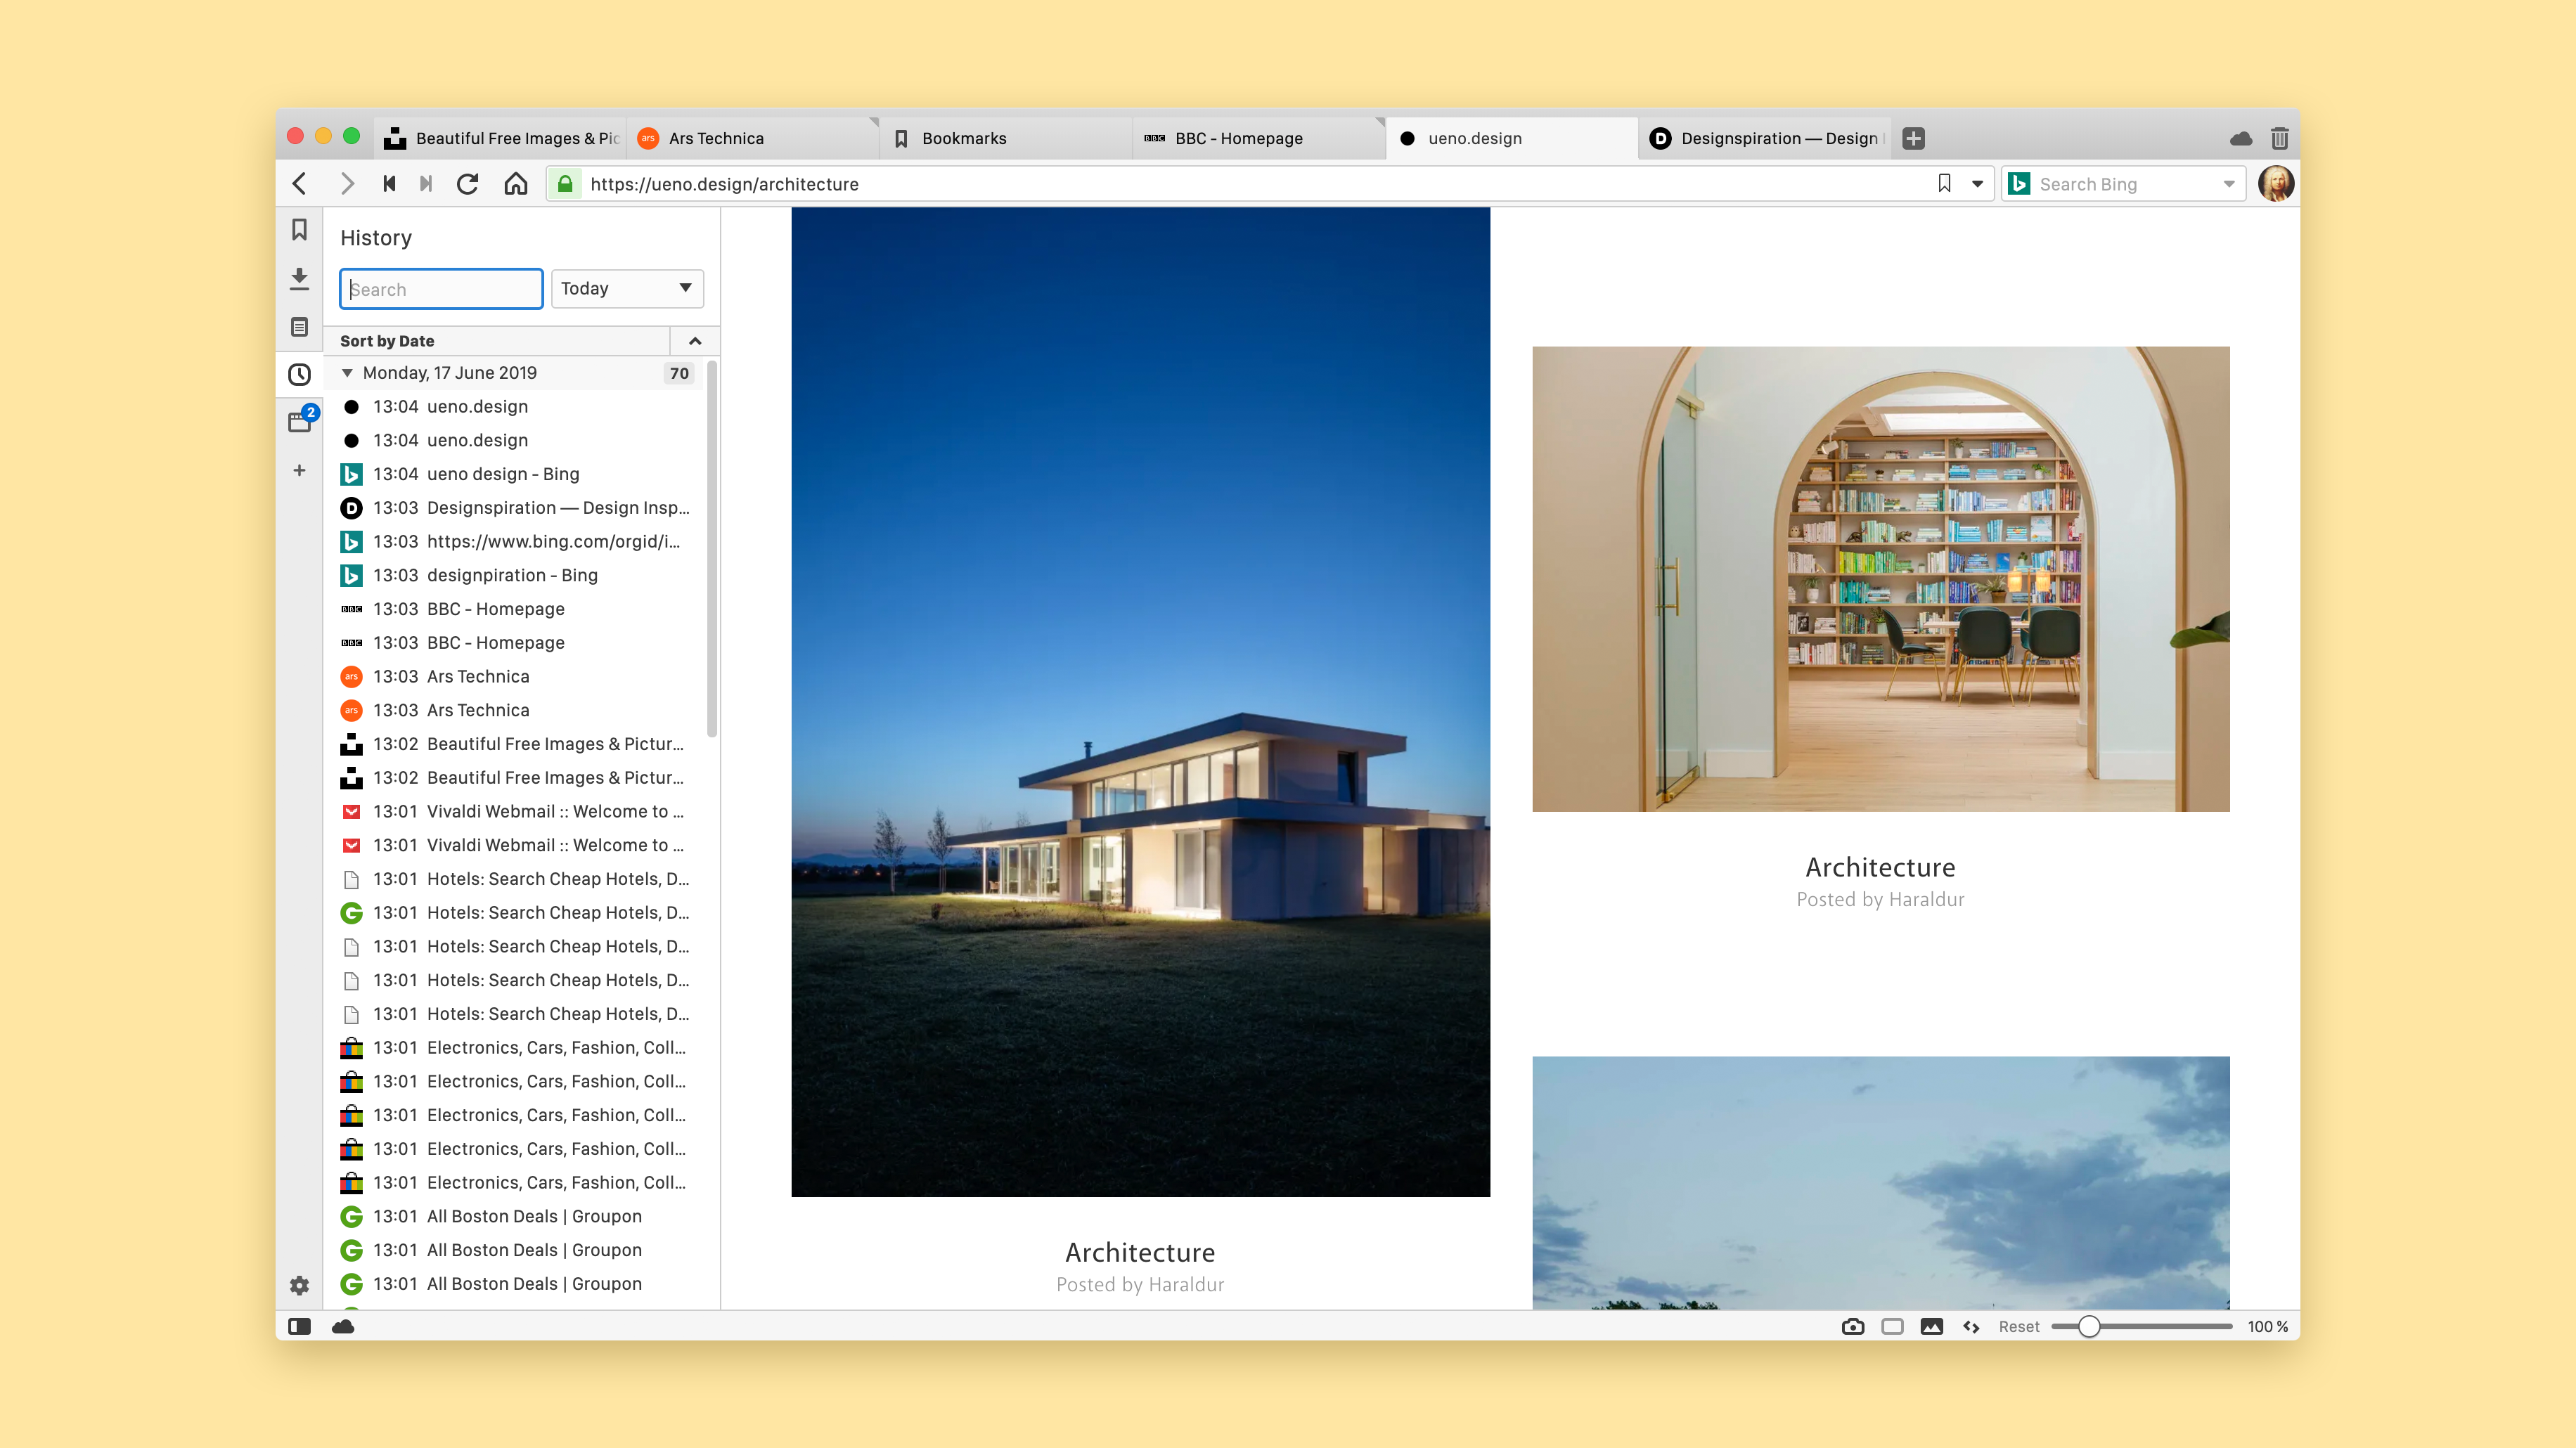 Beautiful Free Images & Pic
ars Ars Technica
Bookmarks
BBC BBC - Homepage
ueno.design
D Designspiration — Design
https://ueno.design/architecture
Search Bing
History
Search
Today
Sort by Date
Monday, 17 June 2019 70
2
13:04 ueno.design
13:04 ueno.design
13:04 ueno design - Bing
D 13:03 Designspiration — Design Insp...
13:03 https://www.bing.com/orgid/i...
13:03 designpiration - Bing
BBC 13:03 BBC - Homepage
BBC 13:03 BBC - Homepage
ars 13:03 Ars Technica
ars 13:03 Ars Technica
13:02 Beautiful Free Images & Pictur...
13:02 Beautiful Free Images & Pictur...
13:01 Vivaldi Webmail :: Welcome to ...
13:01 Vivaldi Webmail :: Welcome to ...
13:01 Hotels: Search Cheap Hotels, D...
13:01 Hotels: Search Cheap Hotels, D...
13:01 Hotels: Search Cheap Hotels, D...
13:01 Hotels: Search Cheap Hotels, D...
13:01 Hotels: Search Cheap Hotels, D...
13:01 Electronics, Cars, Fashion, Coll...
13:01 Electronics, Cars, Fashion, Coll...
13:01 Electronics, Cars, Fashion, Coll...
13:01 Electronics, Cars, Fashion, Coll...
13:01 Electronics, Cars, Fashion, Coll...
13:01 All Boston Deals | Groupon
13:01 All Boston Deals | Groupon
13:01 All Boston Deals | Groupon
Architecture
Posted by Haraldur
Architecture
Posted by Haraldur
Reset
100 %